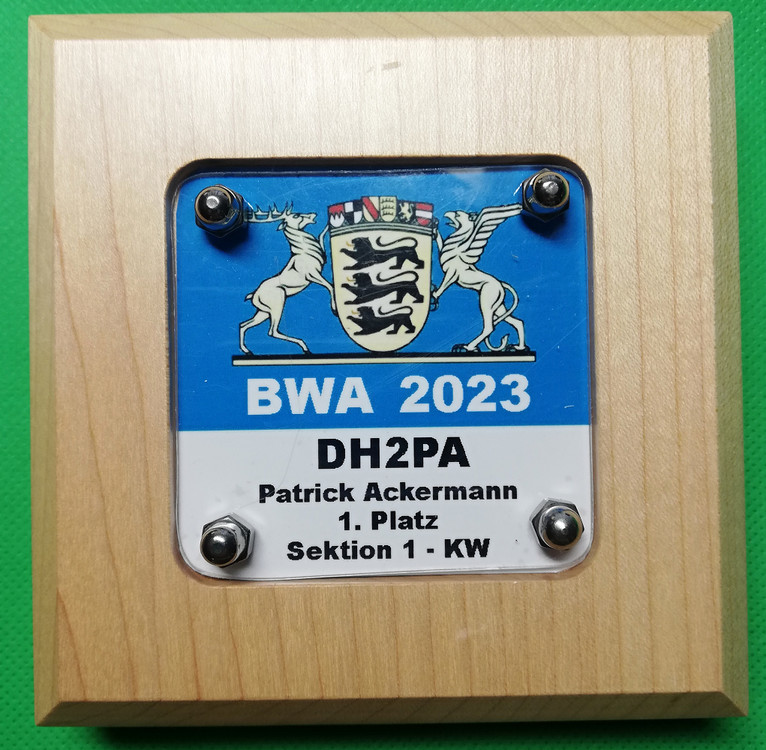 BWA 2023
DH2PA
Patrick Ackermann
1. Platz
Sektion 1 - KW